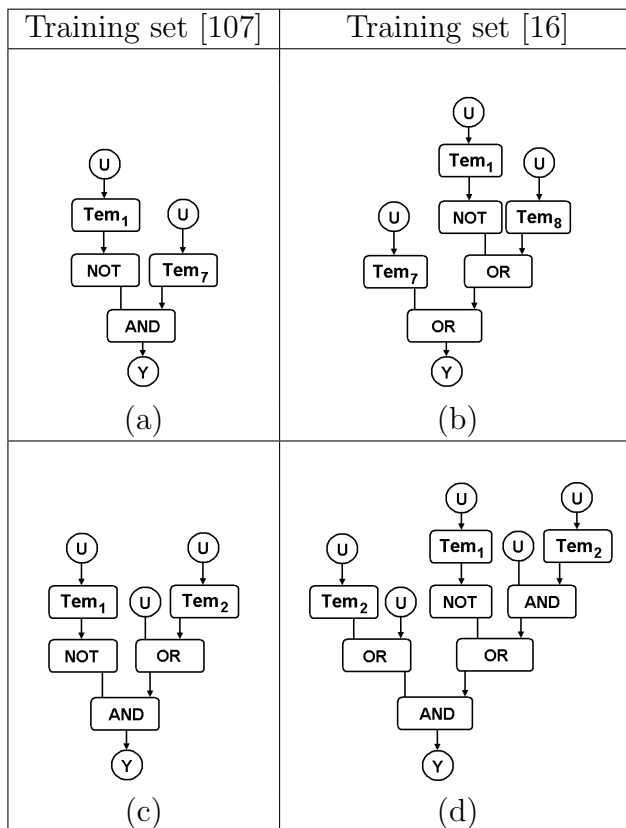 Training set [107] Training set [16]
U
Tem1 U
NOT Tem7
AND
Y
(a)
U
Tem1 U
U NOT Tem8
Tem7 OR
OR
Y
(b)
U U
Tem1 U Tem2
NOT OR
AND
Y
(c)
U U
U Tem1 U Tem2
Tem2 U NOT AND
OR OR
AND
Y
(d)